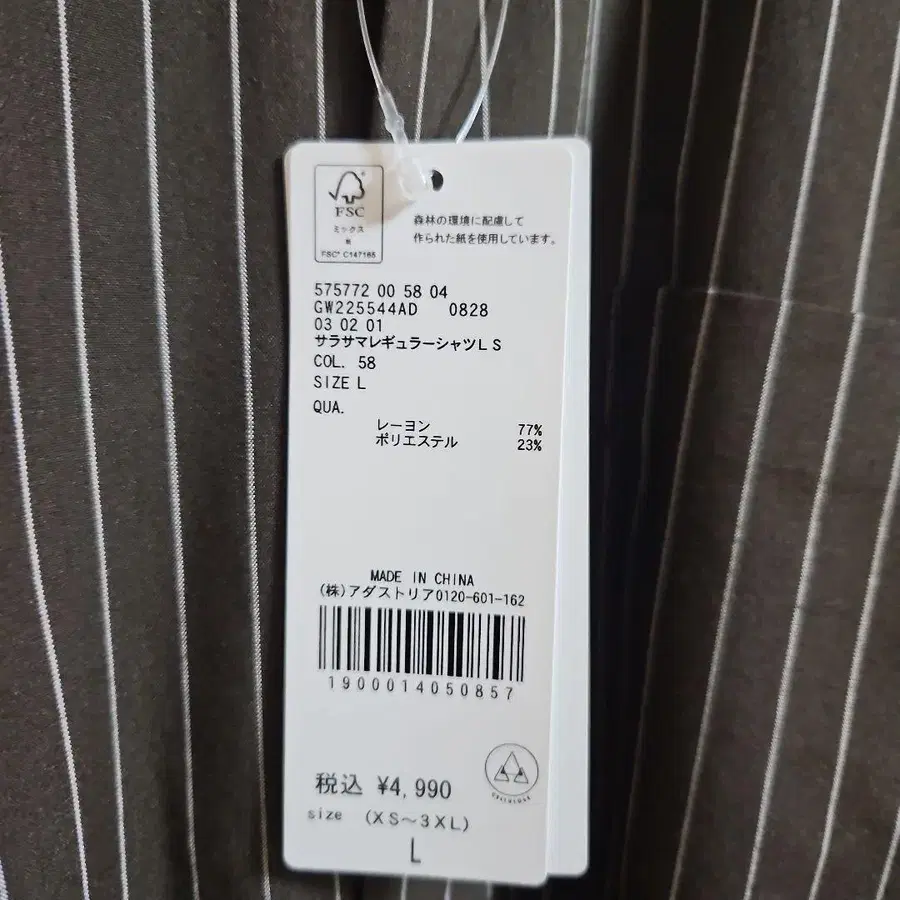 FSC
ミックス
紙
FSC® C147165
森林の環境に配慮して
作られた紙を使用しています。
575772 00 58 04
GW225544AD 0828
03 02 01
サラサマレギュラーシャツLS
COL. 58
SIZE L
QUA.
レーヨン 77%
ポリエステル 23%
MADE IN CHINA
(株)アダストリア0120-601-162
1900014050857
税込 ¥4,990
CELLULOSE
size (XS~3XL)
L